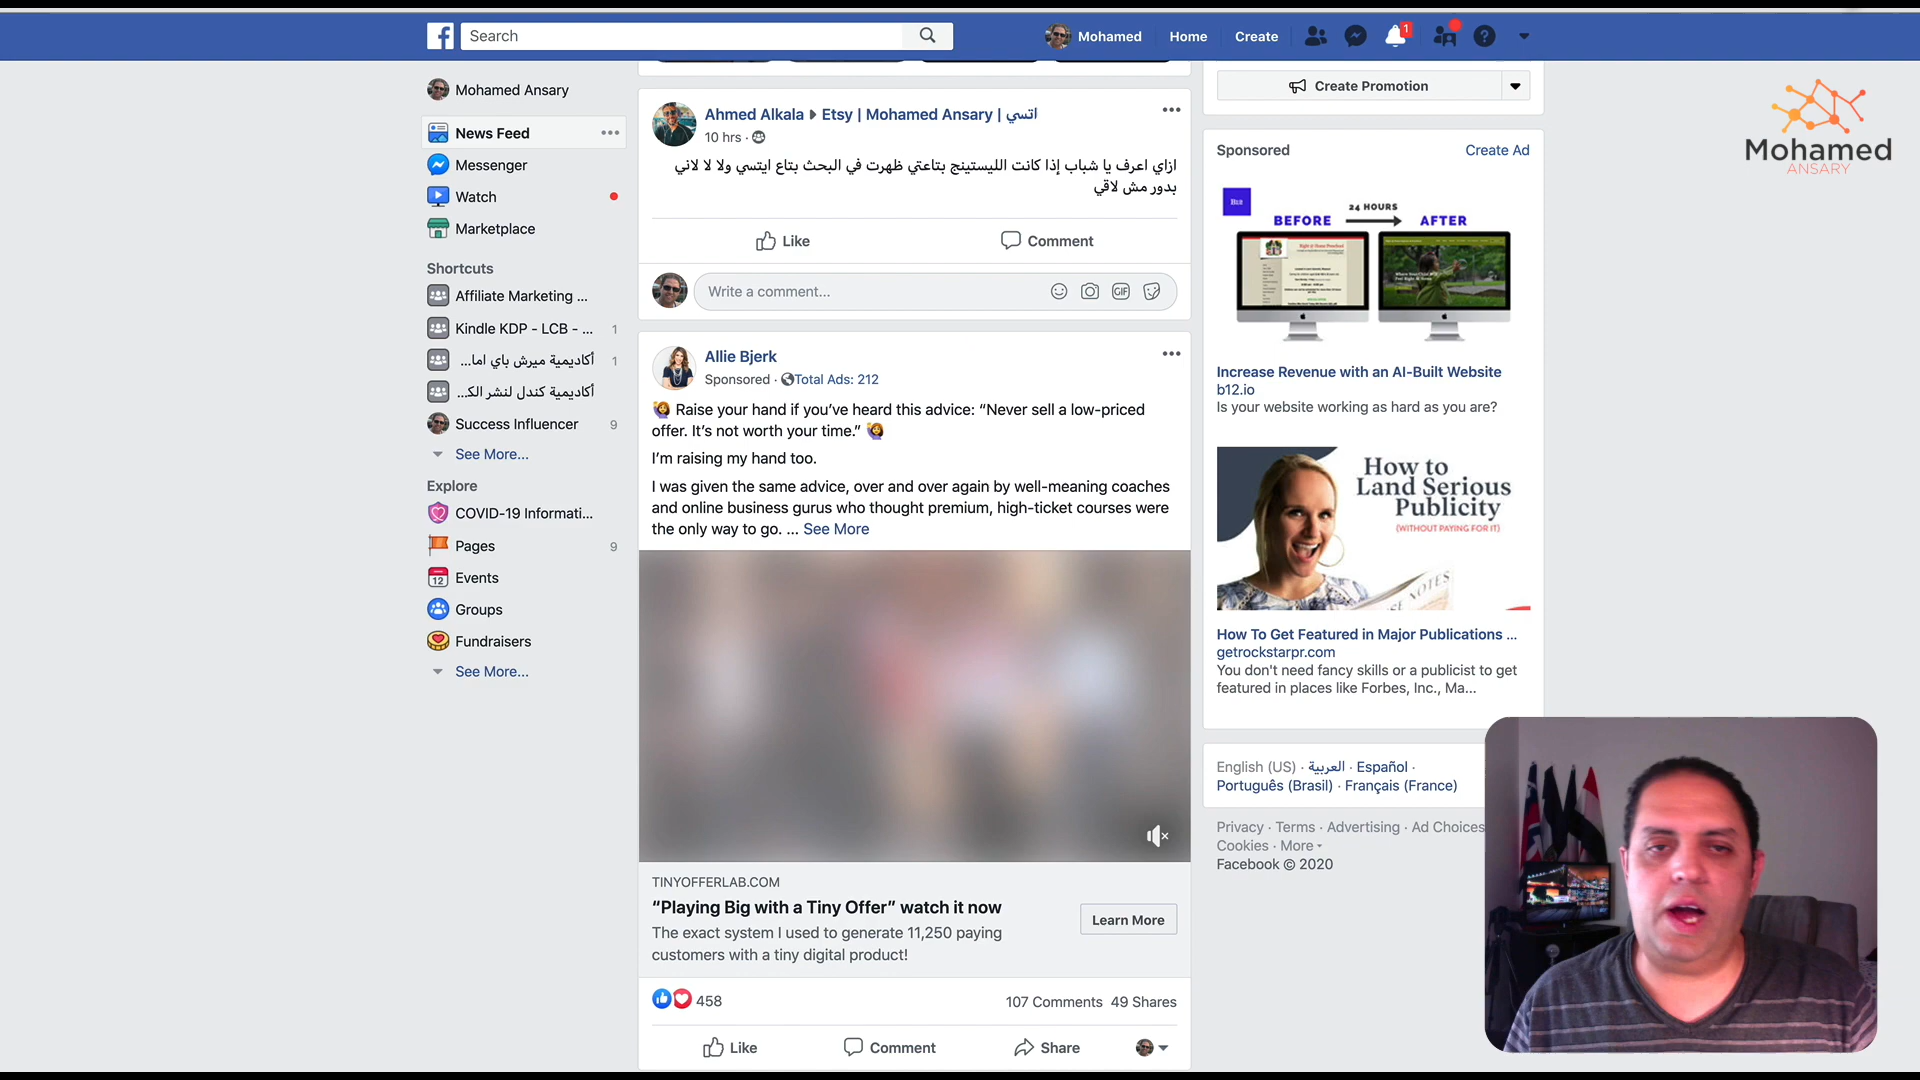 Search
Mohamed
Home
Create
1
Mohamed Ansary
News Feed
Messenger
Watch
Marketplace
Shortcuts
Affiliate Marketing ...
Kindle KDP - LCB - ... 1
أكاديمية ميرش باي اما... 1
أكاديمية كندل لنشر الك...
Success Influencer 9
See More...
Explore
COVID-19 Informati...
Pages 9
12
Events
Groups
Fundraisers
See More...
Ahmed Alkala Etsy | Mohamed Ansary | اتسي
10 hrs ·
ازاي اعرف يا شباب إذا كانت الليستينج بتاعتي ظهرت في البحث بتاع ايتسي ولا لا لاني
بدور مش لاقي
Like
Comment
Write a comment...
GIF
Allie Bjerk
Sponsored · Total Ads: 212
Raise your hand if you’ve heard this advice: “Never sell a low-priced
offer. It’s not worth your time.”
I’m raising my hand too.
I was given the same advice, over and over again by well-meaning coaches
and online business gurus who thought premium, high-ticket courses were
the only way to go. ... See More
TINYOFFERLAB.COM
“Playing Big with a Tiny Offer” watch it now
The exact system I used to generate 11,250 paying
customers with a tiny digital product!
Learn More
458
107 Comments 49 Shares
Like
Comment
Share
Create Promotion
Sponsored
Create Ad
24 HOURS
BEFORE
AFTER
Increase Revenue with an AI-Built Website
b12.io
Is your website working as hard as you are?
How to
Land Serious
Publicity
(WITHOUT PAYING FOR IT)
How To Get Featured in Major Publications ...
getrockstarpr.com
You don't need fancy skills or a publicist to get
featured in places like Forbes, Inc., Ma...
English (US) · العربية · Español ·
Português (Brasil) · Français (France)
Privacy · Terms · Advertising · Ad Choices
Cookies · More
Facebook © 2020
Mohamed
ANSARY